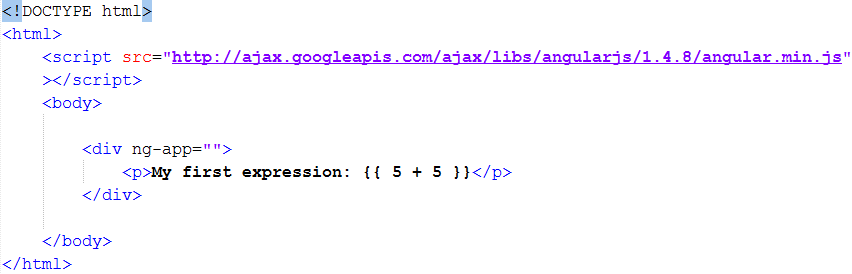 <!DOCTYPE html>
<html>
    <script src="http://ajax.googleapis.com/ajax/libs/angularjs/1.4.8/angular.min.js"
    ></script>
    <body>

        <div ng-app="">
            <p>My first expression: {{ 5 + 5 }}</p>
        </div>

    </body>
</html>